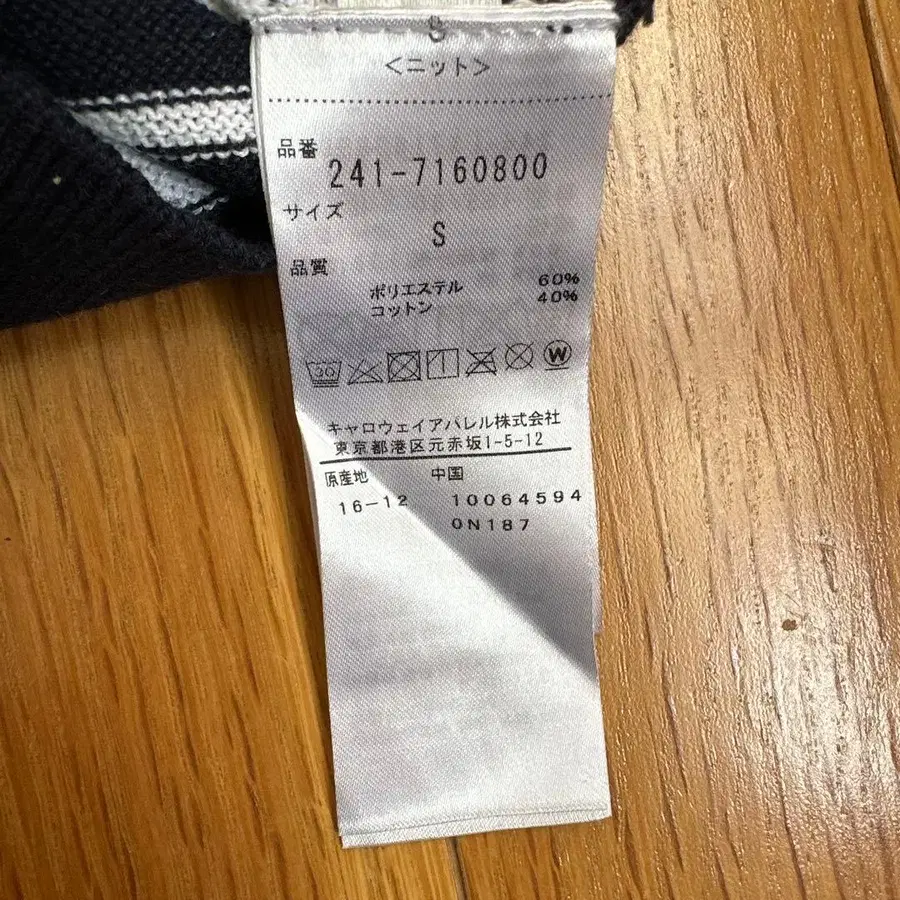 <ニット>
品番
241-7160800
サイズ
S
品質
ポリエステル 60%
コットン 40%
30
W
キャロウェイアパレル株式会社
東京都港区元赤坂1-5-12
原産地 中国
16-12 10064594
0N187